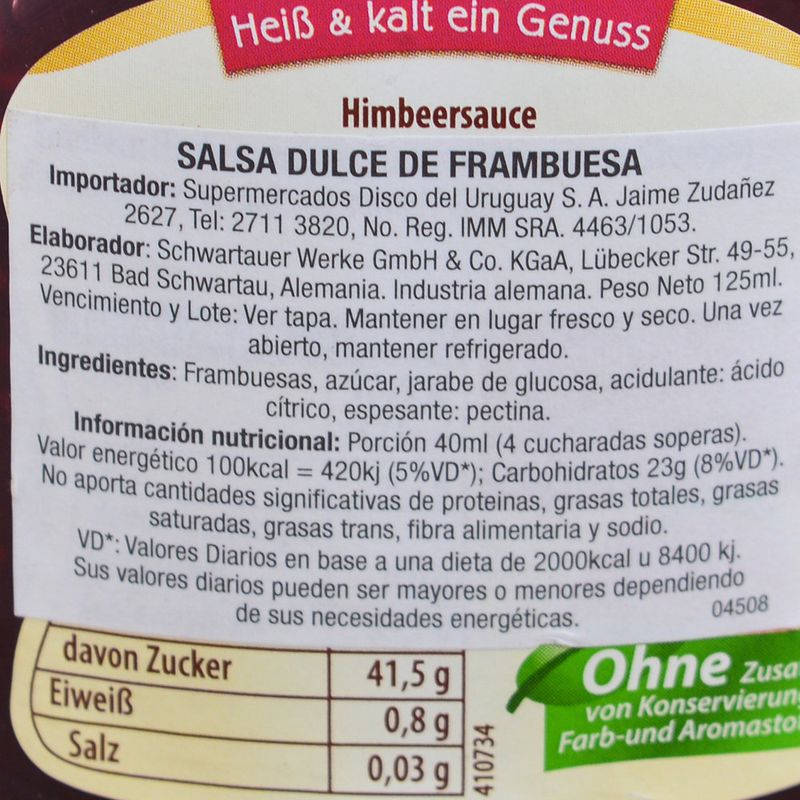 Heiß & kalt ein Genuss
Himbeersauce
SALSA DULCE DE FRAMBUESA
Importador: Supermercados Disco del Uruguay S. A. Jaime Zudañez
2627, Tel: 2711 3820, No. Reg. IMM SRA. 4463/1053.
Elaborador: Schwartauer Werke GmbH & Co. KGaA, Lübecker Str. 49-55,
23611 Bad Schwartau, Alemania. Industria alemana. Peso Neto 125ml.
Vencimiento y Lote: Ver tapa. Mantener en lugar fresco y seco. Una vez
abierto, mantener refrigerado.
Ingredientes: Frambuesas, azúcar, jarabe de glucosa, acidulante: ácido
cítrico, espesante: pectina.
Información nutricional: Porción 40ml (4 cucharadas soperas).
Valor energético 100kcal = 420kj (5%VD*); Carbohidratos 23g (8%VD*).
No aporta cantidades significativas de proteinas, grasas totales, grasas
saturadas, grasas trans, fibra alimentaria y sodio.
VD*: Valores Diarios en base a una dieta de 2000kcal u 8400 kj.
Sus valores diarios pueden ser mayores o menores dependiendo
de sus necesidades energéticas.
04508
davon Zucker 41,5 g
Eiweiß 0,8 g
Salz 0,03 g
410734
Ohne Zusa
von Konservierun
Farb-und Aromasto